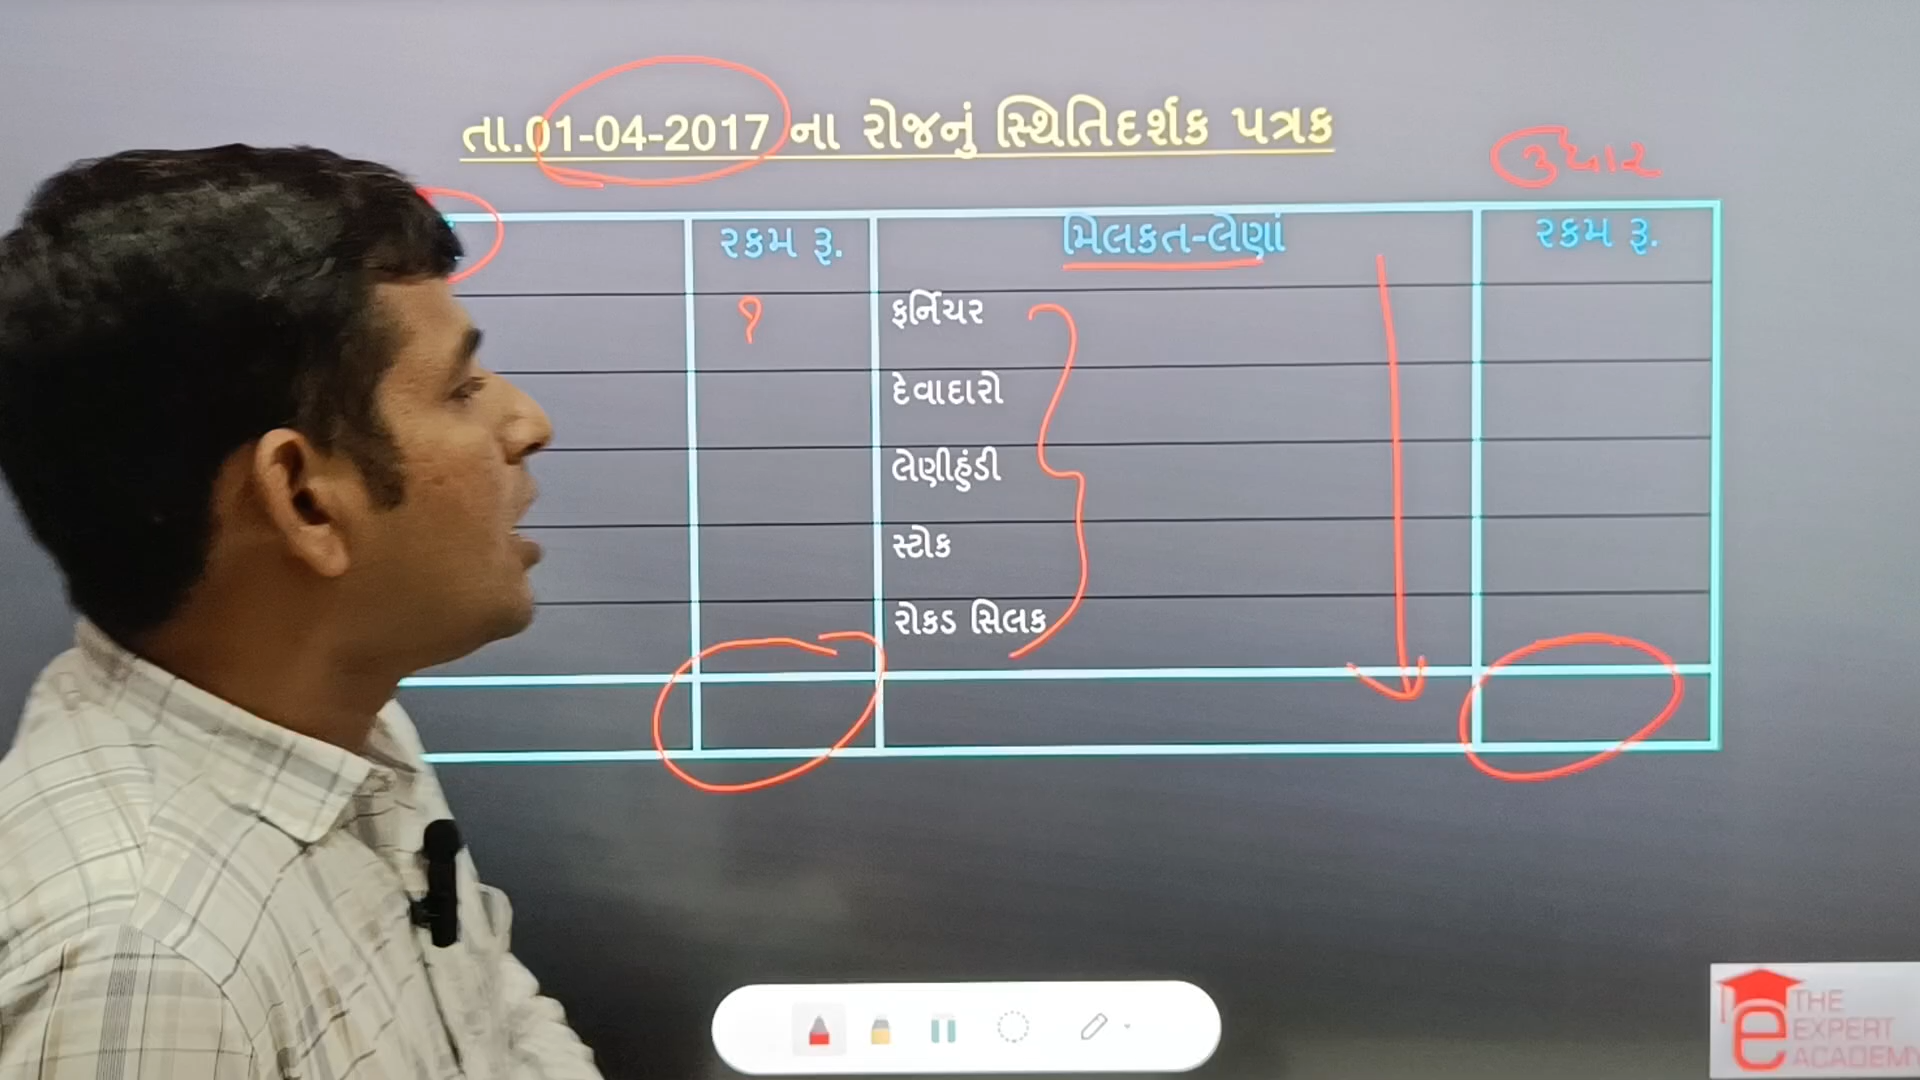 તા.01-04-2017 ના રોજનું સ્થિતિદર્શક પત્રક
ઉધાર
રકમ રૂ. મિલકત-લેણાં રકમ રૂ.
? ફર્નિચર
દેવાદારો
લેણીહુંડી
સ્ટોક
રોકડ સિલક
THE
EXPERT
ACADEMY